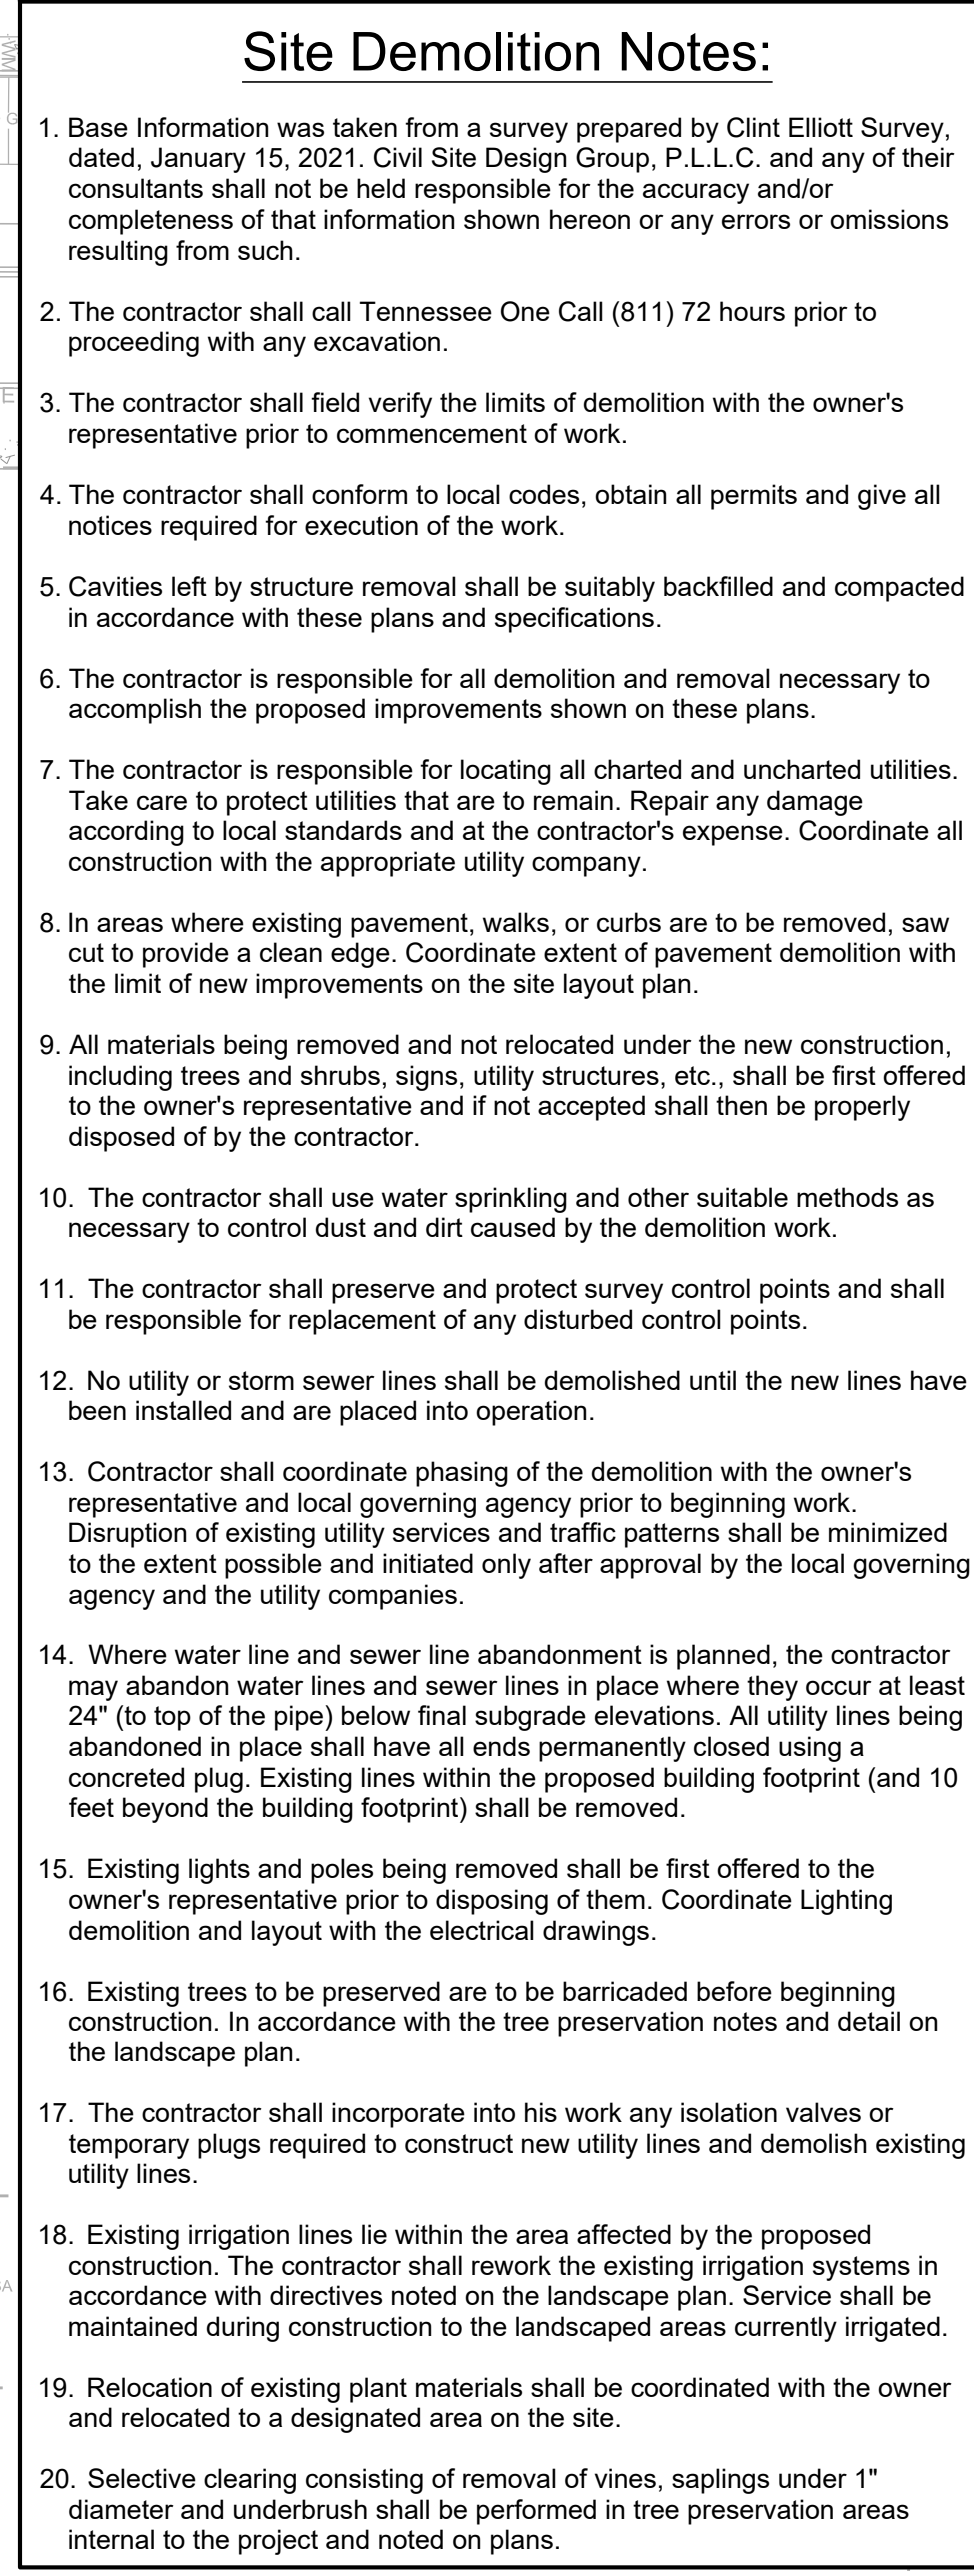 Site Demolition Notes:
1. Base Information was taken from a survey prepared by Clint Elliott Survey,
dated, January 15, 2021. Civil Site Design Group, P.L.L.C. and any of their
consultants shall not be held responsible for the accuracy and/or
completeness of that information shown hereon or any errors or omissions
resulting from such.
2. The contractor shall call Tennessee One Call (811) 72 hours prior to
proceeding with any excavation.
3. The contractor shall field verify the limits of demolition with the owner's
representative prior to commencement of work.
4. The contractor shall conform to local codes, obtain all permits and give all
notices required for execution of the work.
5. Cavities left by structure removal shall be suitably backfilled and compacted
in accordance with these plans and specifications.
6. The contractor is responsible for all demolition and removal necessary to
accomplish the proposed improvements shown on these plans.
7. The contractor is responsible for locating all charted and uncharted utilities.
Take care to protect utilities that are to remain. Repair any damage
according to local standards and at the contractor's expense. Coordinate all
construction with the appropriate utility company.
8. In areas where existing pavement, walks, or curbs are to be removed, saw
cut to provide a clean edge. Coordinate extent of pavement demolition with
the limit of new improvements on the site layout plan.
9. All materials being removed and not relocated under the new construction,
including trees and shrubs, signs, utility structures, etc., shall be first offered
to the owner's representative and if not accepted shall then be properly
disposed of by the contractor.
10. The contractor shall use water sprinkling and other suitable methods as
necessary to control dust and dirt caused by the demolition work.
11. The contractor shall preserve and protect survey control points and shall
be responsible for replacement of any disturbed control points.
12. No utility or storm sewer lines shall be demolished until the new lines have
been installed and are placed into operation.
13. Contractor shall coordinate phasing of the demolition with the owner's
representative and local governing agency prior to beginning work.
Disruption of existing utility services and traffic patterns shall be minimized
to the extent possible and initiated only after approval by the local governing
agency and the utility companies.
14. Where water line and sewer line abandonment is planned, the contractor
may abandon water lines and sewer lines in place where they occur at least
24" (to top of the pipe) below final subgrade elevations. All utility lines being
abandoned in place shall have all ends permanently closed using a
concreted plug. Existing lines within the proposed building footprint (and 10
feet beyond the building footprint) shall be removed.
15. Existing lights and poles being removed shall be first offered to the
owner's representative prior to disposing of them. Coordinate Lighting
demolition and layout with the electrical drawings.
16. Existing trees to be preserved are to be barricaded before beginning
construction. In accordance with the tree preservation notes and detail on
the landscape plan.
17. The contractor shall incorporate into his work any isolation valves or
temporary plugs required to construct new utility lines and demolish existing
utility lines.
18. Existing irrigation lines lie within the area affected by the proposed
construction. The contractor shall rework the existing irrigation systems in
accordance with directives noted on the landscape plan. Service shall be
maintained during construction to the landscaped areas currently irrigated.
19. Relocation of existing plant materials shall be coordinated with the owner
and relocated to a designated area on the site.
20. Selective clearing consisting of removal of vines, saplings under 1"
diameter and underbrush shall be performed in tree preservation areas
internal to the project and noted on plans.